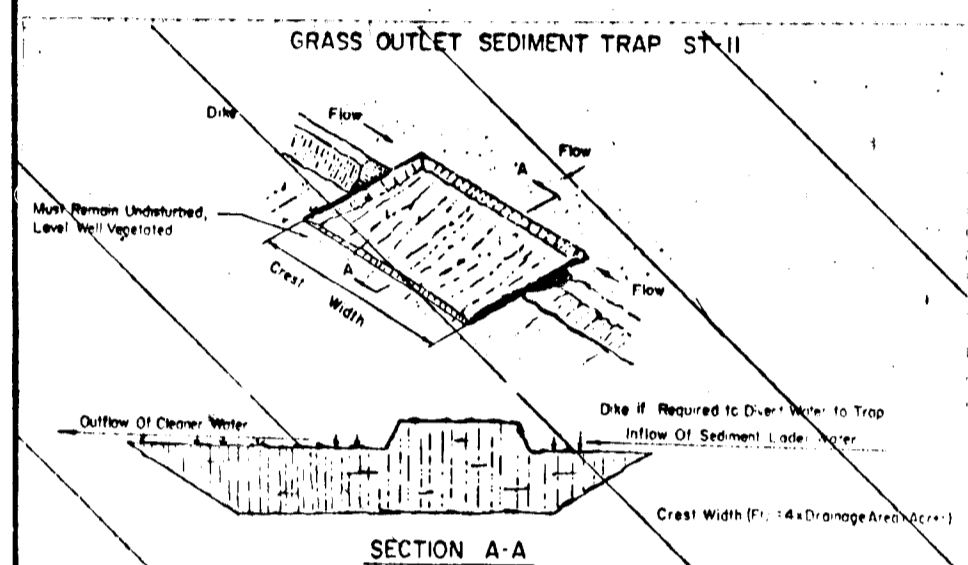 GRASS OUTLET SEDIMENT TRAP ST-II
Dike
Flow
Flow
A
Must Remain Undisturbed,
Level Well Vegetated
A
Crest Width
Flow
Dike if Required to Divert Water to Trap
Outflow Of Cleaner Water
Inflow Of Sediment Water
Crest Width (Ft) = 4 x Drainage Area (Acres)
SECTION A-A